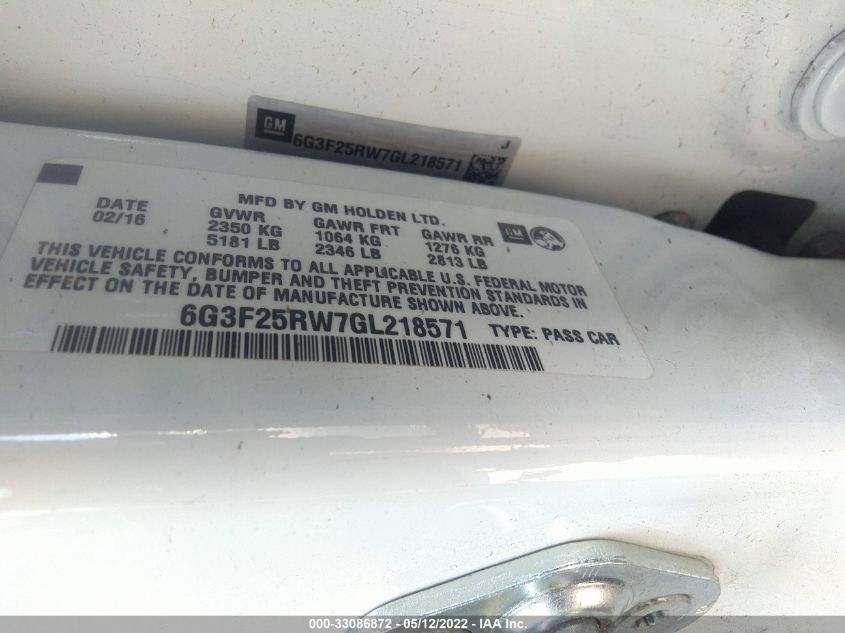 GM
6G3F25RW7GL218571
J
MFD BY GM HOLDEN LTD.
DATE
02/16
GVWR
2350 KG
5181 LB
GAWR FRT
1064 KG
2346 LB
GAWR RR
1276 KG
2813 LB
GM
THIS VEHICLE CONFORMS TO ALL APPLICABLE U.S. FEDERAL MOTOR
VEHICLE SAFETY, BUMPER AND THEFT PREVENTION STANDARDS IN
EFFECT ON THE DATE OF MANUFACTURE SHOWN ABOVE.
6G3F25RW7GL218571 TYPE: PASS CAR
000-33086872 - 05/12/2022 - IAA Inc.